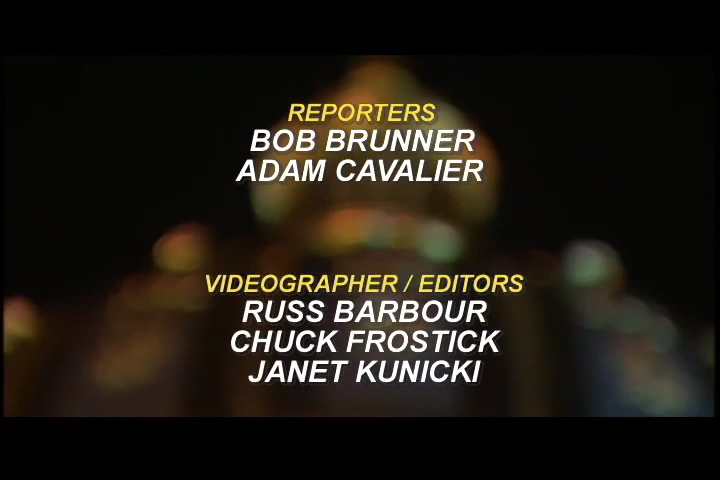 REPORTERS
BOB BRUNNER
ADAM CAVALIER
VIDEOGRAPHER / EDITORS
RUSS BARBOUR
CHUCK FROSTICK
JANET KUNICKI